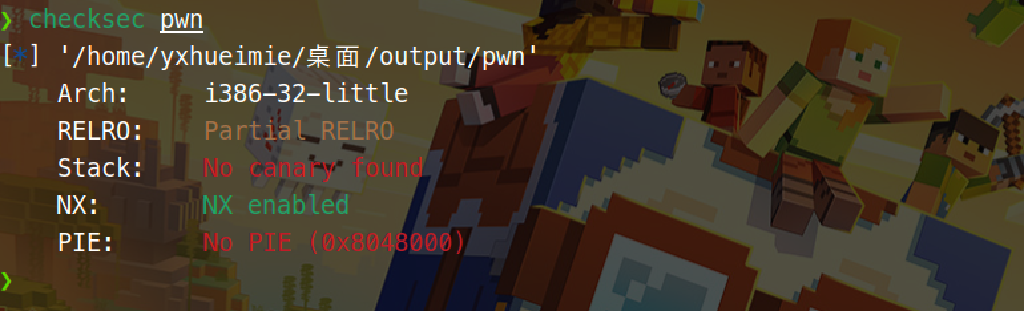 ❯ checksec pwn
[*] '/home/yxhueimie/桌面/output/pwn'
Arch: i386-32-little
RELRO: Partial RELRO
Stack: No canary found
NX: NX enabled
PIE: No PIE (0x8048000)
❯